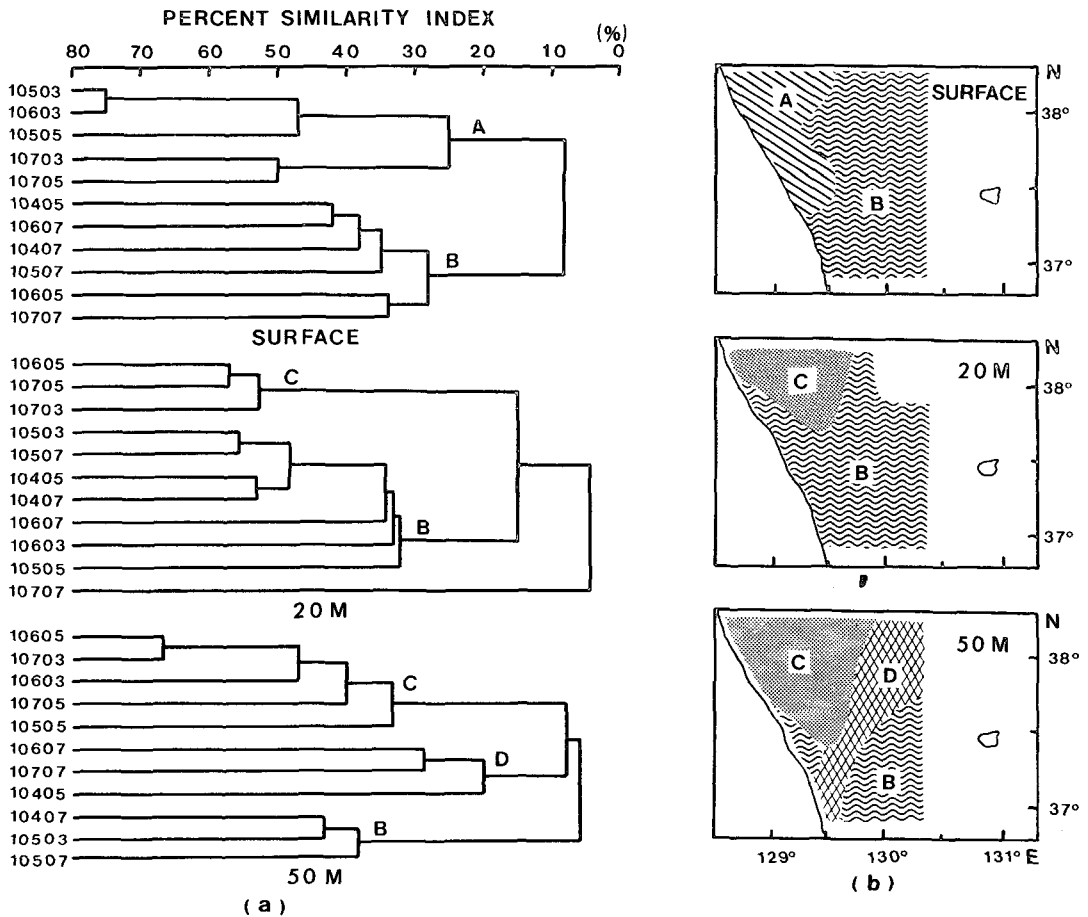 PERCENT SIMILARITY INDEX
(%)
80 70 60 50 40 30 20 10 0
10503
10603
10505
10703
10705
10405
10607
10407
10507
10605
10707
A
B
SURFACE
10605
10705
10703
10503
10507
10405
10407
10607
10603
10505
10707
C
B
20 M
10605
10703
10603
10705
10505
10607
10707
10405
10407
10503
10507
C
D
B
50 M
(a)
N
SURFACE
A
38°
B
37°
N
20 M
38°
C
B
37°
N
50 M
38°
C
D
B
37°
129° 130° 131° E
(b)